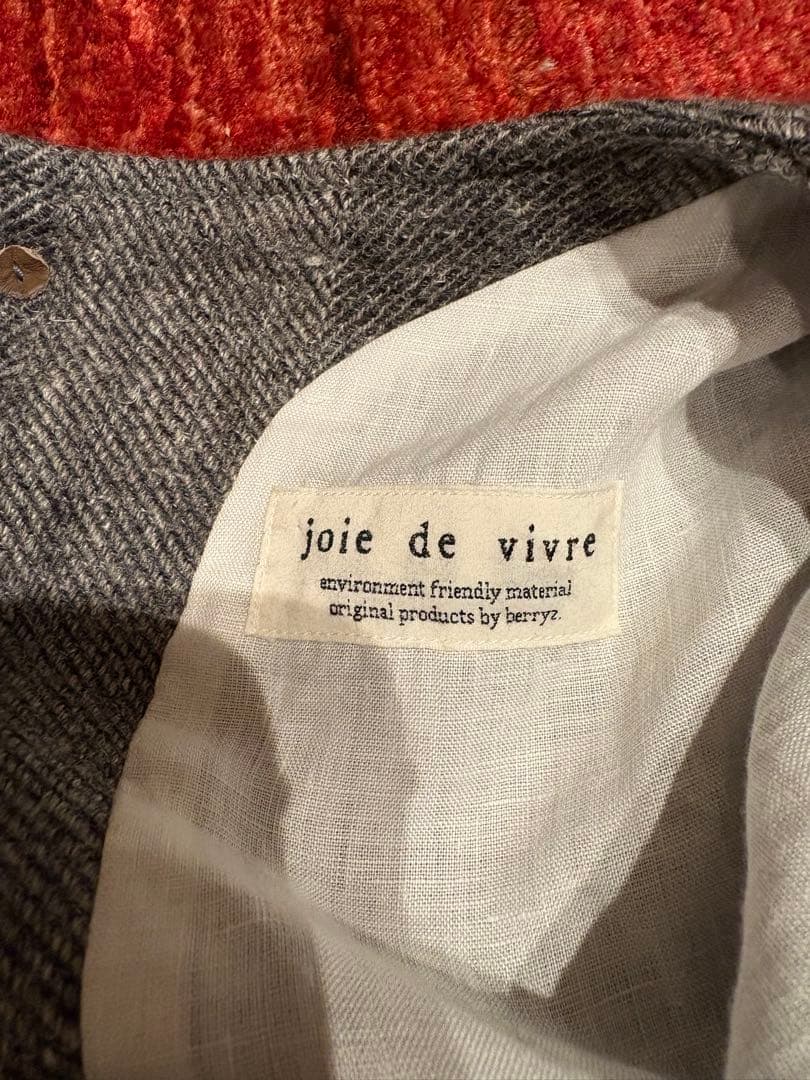 joie de vivre
environment friendly material
original products by berryz.